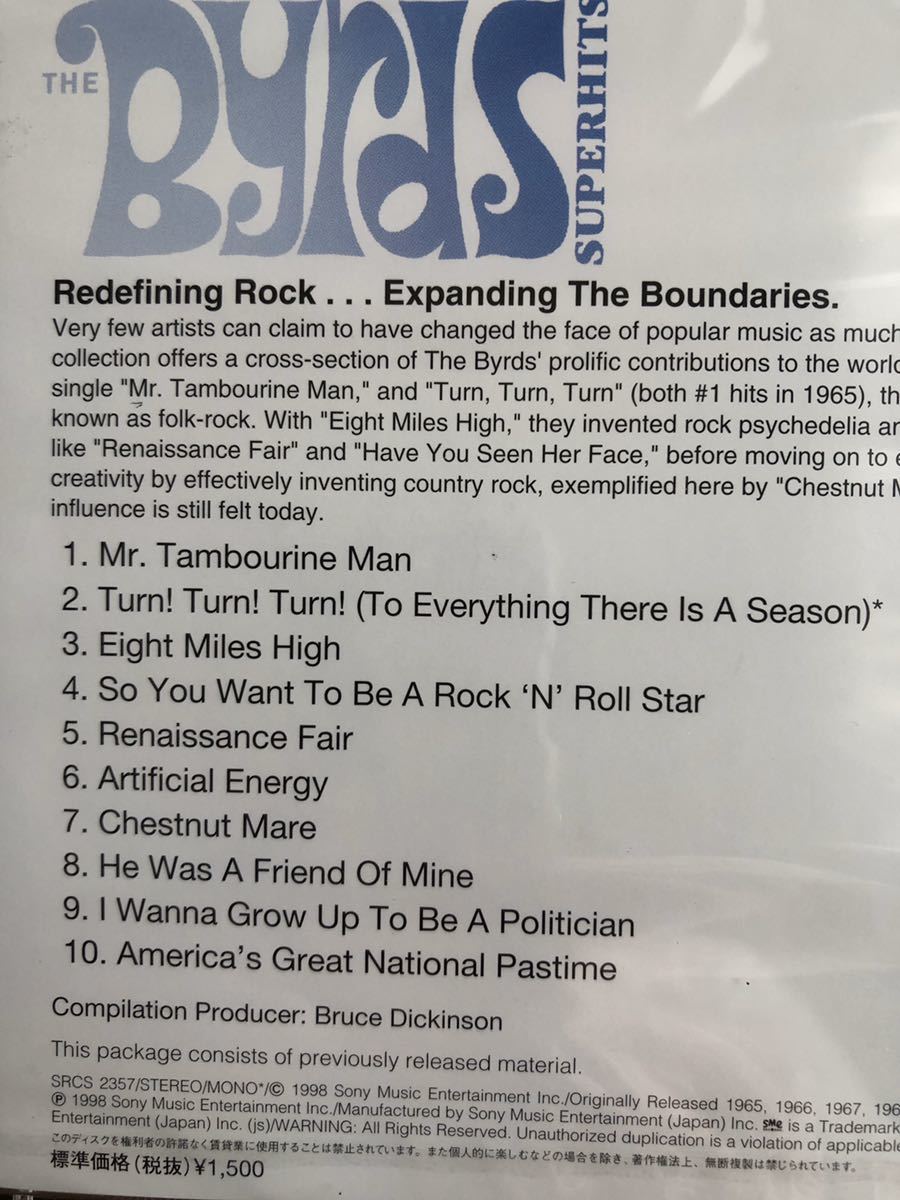 THE Byrds SUPERHITS
Redefining Rock . . . Expanding The Boundaries.
Very few artists can claim to have changed the face of popular music as much
collection offers a cross-section of The Byrds' prolific contributions to the
single "Mr. Tambourine Man," and "Turn, Turn, Turn" (both #1 hits in 1965),
known as folk-rock. With "Eight Miles High," they invented rock psychedelia
like "Renaissance Fair" and "Have You Seen Her Face," before moving on to
creativity by effectively inventing country rock, exemplified here by "Chestnut
influence is still felt today.
1. Mr. Tambourine Man
2. Turn! Turn! Turn! (To Everything There Is A Season)*
3. Eight Miles High
4. So You Want To Be A Rock ‘N’ Roll Star
5. Renaissance Fair
6. Artificial Energy
7. Chestnut Mare
8. He Was A Friend Of Mine
9. I Wanna Grow Up To Be A Politician
10. America’s Great National Pastime
Compilation Producer: Bruce Dickinson
This package consists of previously released material.
SRCS 2357/STEREO/MONO*/© 1998 Sony Music Entertainment Inc./Originally Released 1965, 1966, 1967,
℗ 1998 Sony Music Entertainment Inc./Manufactured by Sony Music Entertainment (Japan) Inc. SME is a Trademark
Entertainment (Japan) Inc. (js)/WARNING: All Rights Reserved. Unauthorized duplication is a violation of
このディスクを権利者の許諾なく賃貸業に使用することは禁止されています。また個人的に楽しむなどの場合を除き、著作権法上、無断複製は禁じられています。
標準価格(税抜)¥1,500